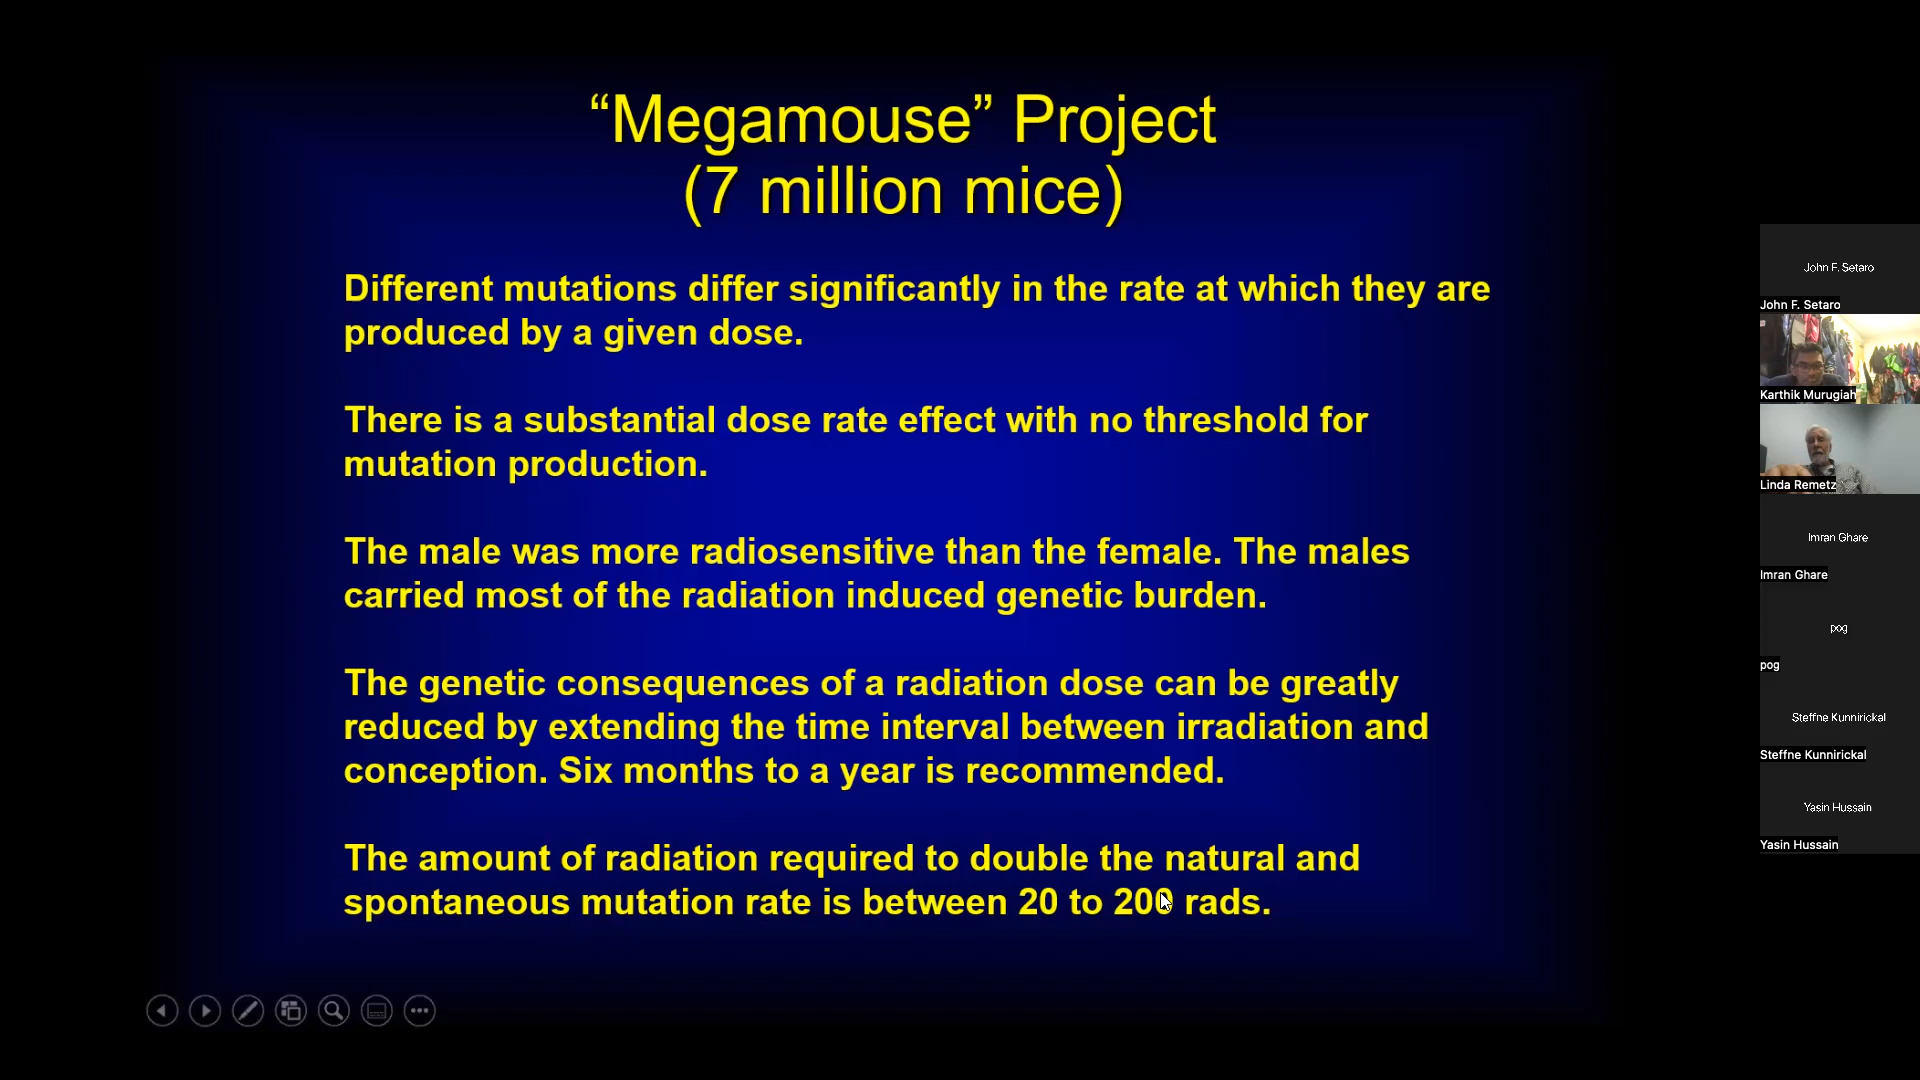 “Megamouse” Project
(7 million mice)
Different mutations differ significantly in the rate at which they are
produced by a given dose.
There is a substantial dose rate effect with no threshold for
mutation production.
The male was more radiosensitive than the female. The males
carried most of the radiation induced genetic burden.
The genetic consequences of a radiation dose can be greatly
reduced by extending the time interval between irradiation and
conception. Six months to a year is recommended.
The amount of radiation required to double the natural and
spontaneous mutation rate is between 20 to 200 rads.
John F. Setaro
John F. Setaro
Karthik Murugiah
Linda Remetz
Imran Ghare
Imran Ghare
pog
pog
Steffne Kunnirickal
Steffne Kunnirickal
Yasin Hussain
Yasin Hussain